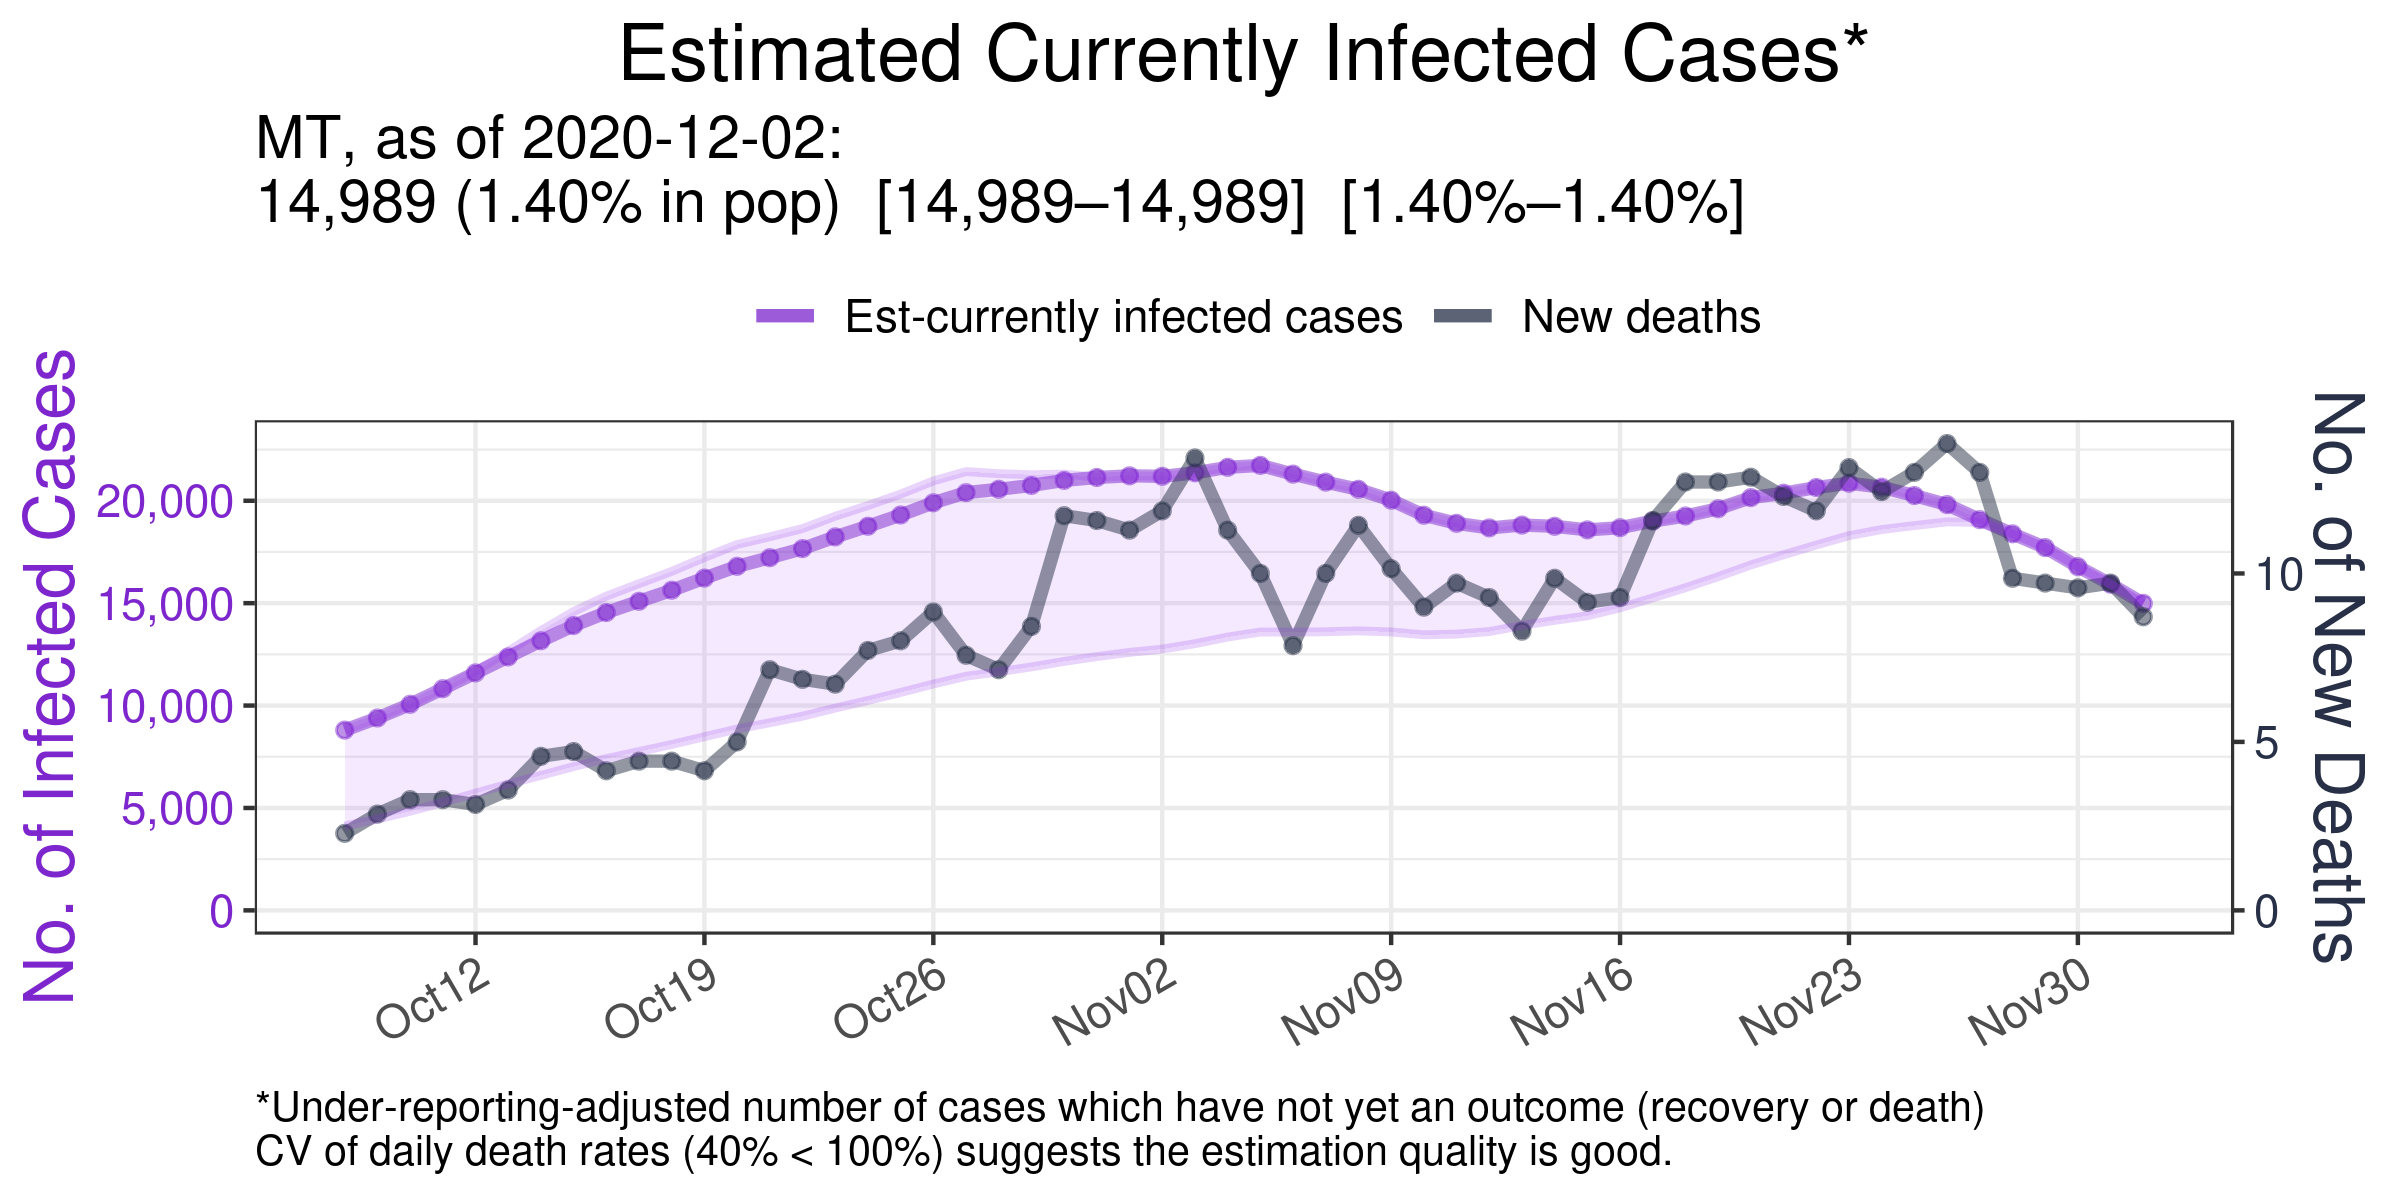 Estimated Currently Infected Cases*
MT, as of 2020-12-02:
14,989 (1.40% in pop)  [14,989–14,989]  [1.40%–1.40%]
Est-currently infected cases
New deaths
No. of Infected Cases
20,000
15,000
10,000
5,000
0
No. of New Deaths
10
5
0
Oct12
Oct19
Oct26
Nov02
Nov09
Nov16
Nov23
Nov30
*Under-reporting-adjusted number of cases which have not yet an outcome (recovery or death)
CV of daily death rates (40% < 100%) suggests the estimation quality is good.